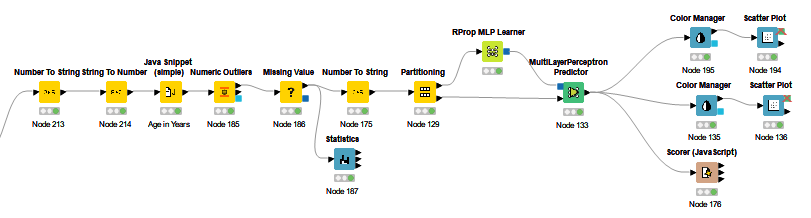 Color Manager Scatter Plot
RProp MLP Learner
Node 195 Node 194
Java Snippet
(simple)
MultiLayerPerceptron
Predictor
Number To String String To Number Numeric Outliers Missing Value Number To String Partitioning
Color Manager Scatter Plot
Node 213 Node 214 Age in Years Node 185 Node 186 Node 175 Node 129 Node 133
Node 135 Node 136
Statistics
Scorer (JavaScript)
Node 187
Node 176